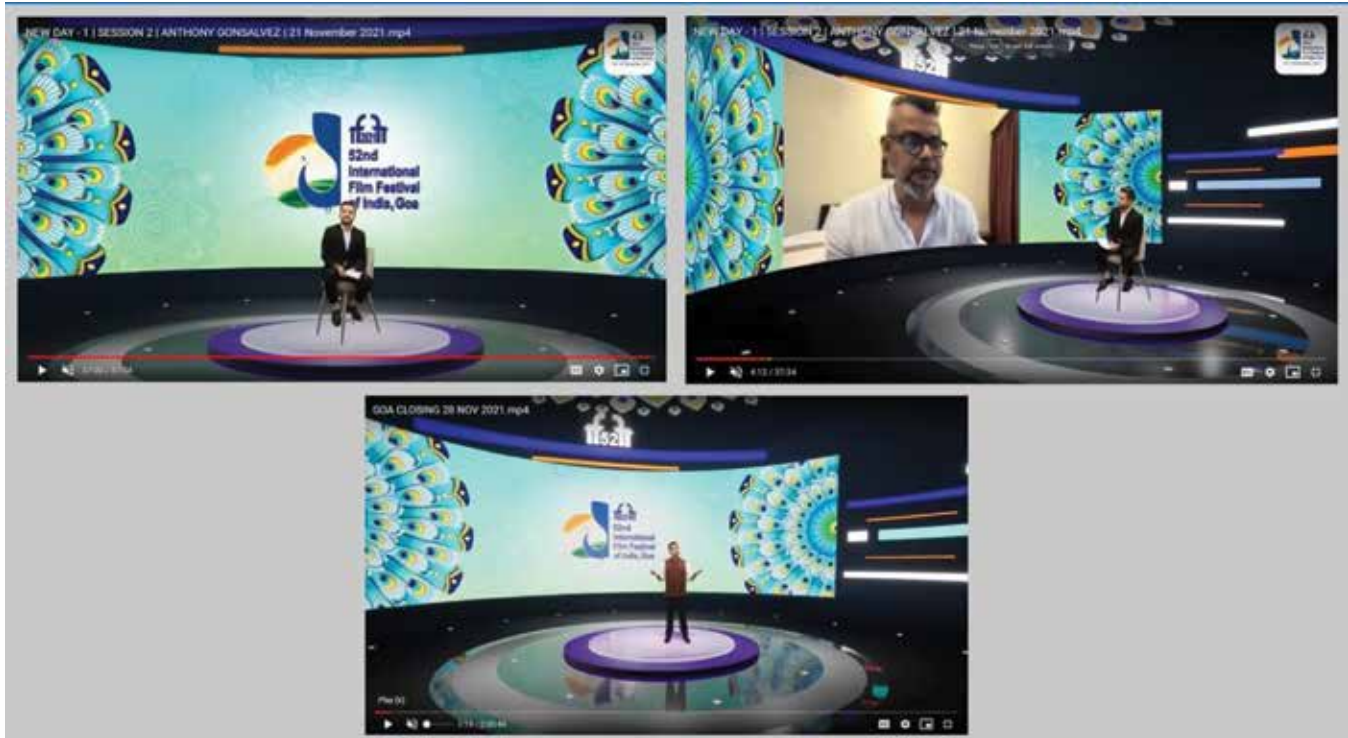 NEW DAY - 1 | SESSION 2 | ANTHONY GONSALVEZ | 21 November 2021.mp4
52nd
International
Film Festival
of India, Goa
NEW DAY - 1 | SESSION 2 | ANTHONY GONSALVEZ | 21 November 2021.mp4
52
4:13 / 37:34
GOA CLOSING 28 NOV 2021.mp4
52
52nd
International
Film Festival
of India, Goa
Play (k)